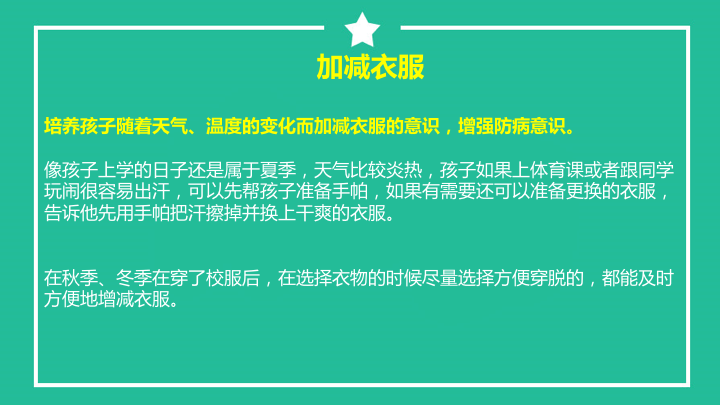 加减衣服
培养孩子随着天气、温度的变化而加减衣服的意识，增强防病意识。
像孩子上学的日子还是属于夏季，天气比较炎热，孩子如果上体育课或者跟同学
玩闹很容易出汗，可以先帮孩子准备手帕，如果有需要还可以准备更换的衣服，
告诉他先用手帕把汗擦掉并换上干爽的衣服。
在秋季、冬季在穿了校服后，在选择衣物的时候尽量选择方便穿脱的，都能及时
方便地增减衣服。